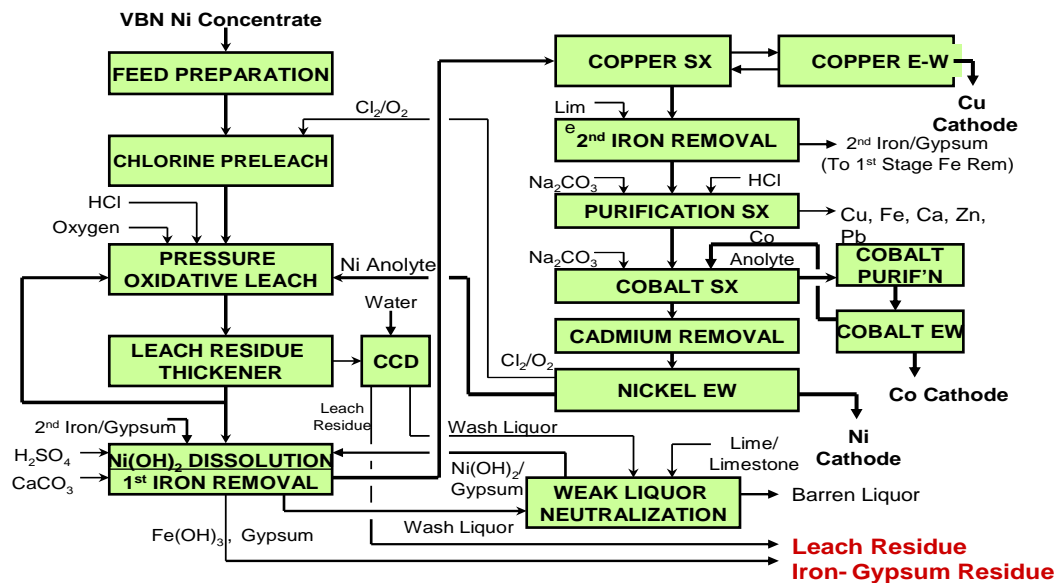 VBN Ni Concentrate
FEED PREPARATION
Cl₂/O₂
CHLORINE PRELEACH
HCl
Oxygen
PRESSURE
OXIDATIVE LEACH
Ni Anolyte
Water
LEACH RESIDUE
THICKENER
CCD
Cl₂/O₂
Leach
Residue
2nd Iron/Gypsum
H₂SO₄
CaCO₃
Ni(OH)₂ DISSOLUTION
1st IRON REMOVAL
Wash Liquor
Ni(OH)₂/
Gypsum
Lime/
Limestone
WEAK LIQUOR
NEUTRALIZATION
Barren Liquor
Wash Liquor
Fe(OH)₃, Gypsum
Leach Residue
Iron- Gypsum Residue
COPPER SX
COPPER E-W
Cu
Cathode
Lim
e
2nd IRON REMOVAL
2nd Iron/Gypsum
(To 1st Stage Fe Rem)
Na₂CO₃
HCl
PURIFICATION SX
Cu, Fe, Ca, Zn,
Pb
Co
Anolyte
Na₂CO₃
COBALT SX
COBALT
PURIF'N
CADMIUM REMOVAL
COBALT EW
NICKEL EW
Co Cathode
Ni
Cathode